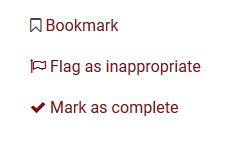 Bookmark
Flag as inappropriate
Mark as complete